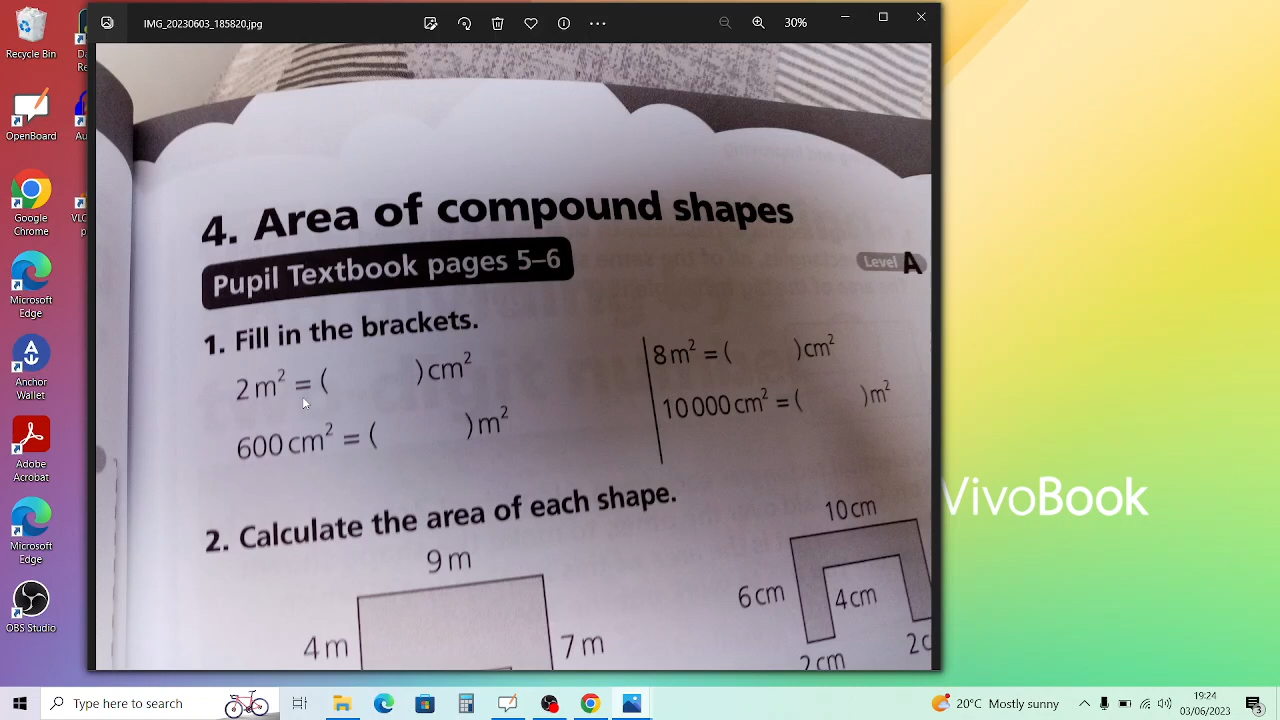 IMG_20230603_185820.jpg
30%
Recycle Bin
OpenBoard
Google Chrome
Microsoft Edge
Anchor Wallet
Adobe Acrobat
Microsoft Edge
OBS Studio
4. Area of compound shapes
Pupil Textbook pages 5–6
Level A
1. Fill in the brackets.
2 m² = ( ) cm²
8 m² = ( ) cm²
600 cm² = ( ) m²
10 000 cm² = ( ) m²
2. Calculate the area of each shape.
9 m
10 cm
4 m
7 m
6 cm
4 cm
2 cm
VivoBook
Type here to search
20°C Mostly sunny
19:24
03/06/2023
3